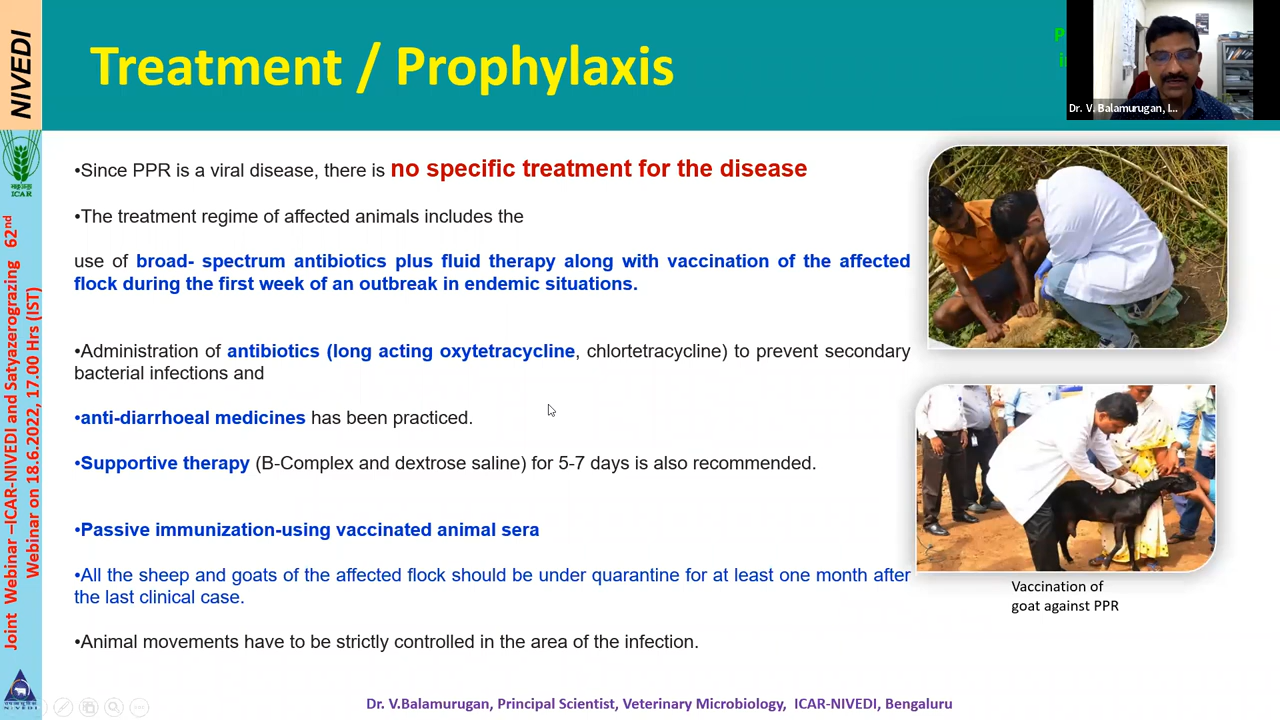 NIVEDI
Treatment / Prophylaxis
Dr. V. Balamurugan, I...
•Since PPR is a viral disease, there is no specific treatment for the disease
•The treatment regime of affected animals includes the
use of broad- spectrum antibiotics plus fluid therapy along with vaccination of the affected
flock during the first week of an outbreak in endemic situations.
•Administration of antibiotics (long acting oxytetracycline, chlortetracycline) to prevent secondary
bacterial infections and
•anti-diarrhoeal medicines has been practiced.
•Supportive therapy (B-Complex and dextrose saline) for 5-7 days is also recommended.
•Passive immunization-using vaccinated animal sera
•All the sheep and goats of the affected flock should be under quarantine for at least one month after
the last clinical case.
•Animal movements have to be strictly controlled in the area of the infection.
Vaccination of
goat against PPR
ICAR
Joint Webinar –ICAR-NIVEDI and Satyazerograzing 62nd
Webinar on 18.6.2022, 17.00 Hrs (IST)
Dr. V.Balamurugan, Principal Scientist, Veterinary Microbiology, ICAR-NIVEDI, Bengaluru